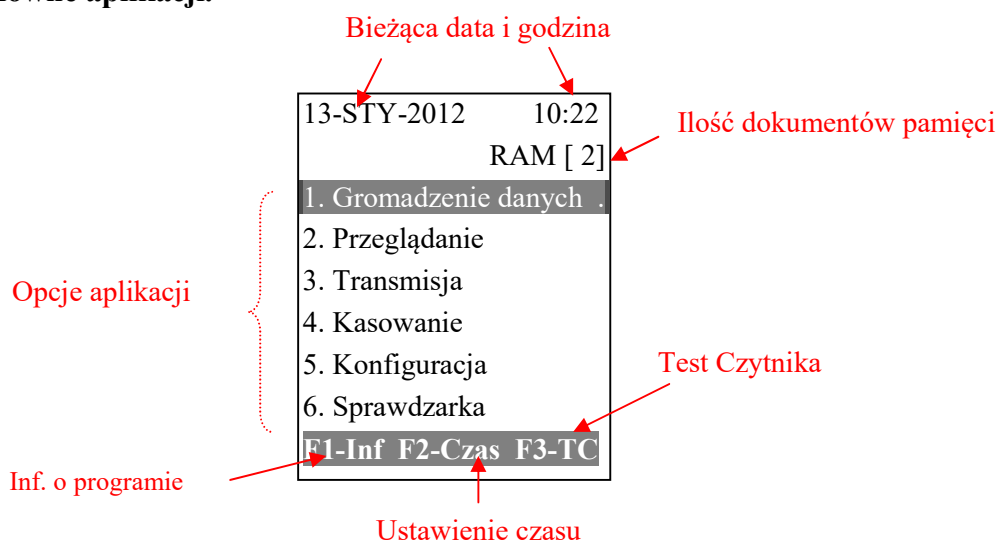 aplikacji.
Bieżąca data i godzina
13-STY-2012 10:22
Ilość dokumentów pamięci
RAM [ 2]
1. Gromadzenie danych .
2. Przeglądanie
3. Transmisja
Opcje aplikacji
4. Kasowanie
5. Konfiguracja
Test Czytnika
6. Sprawdzarka
F1-Inf F2-Czas F3-TC
Inf. o programie
Ustawienie czasu